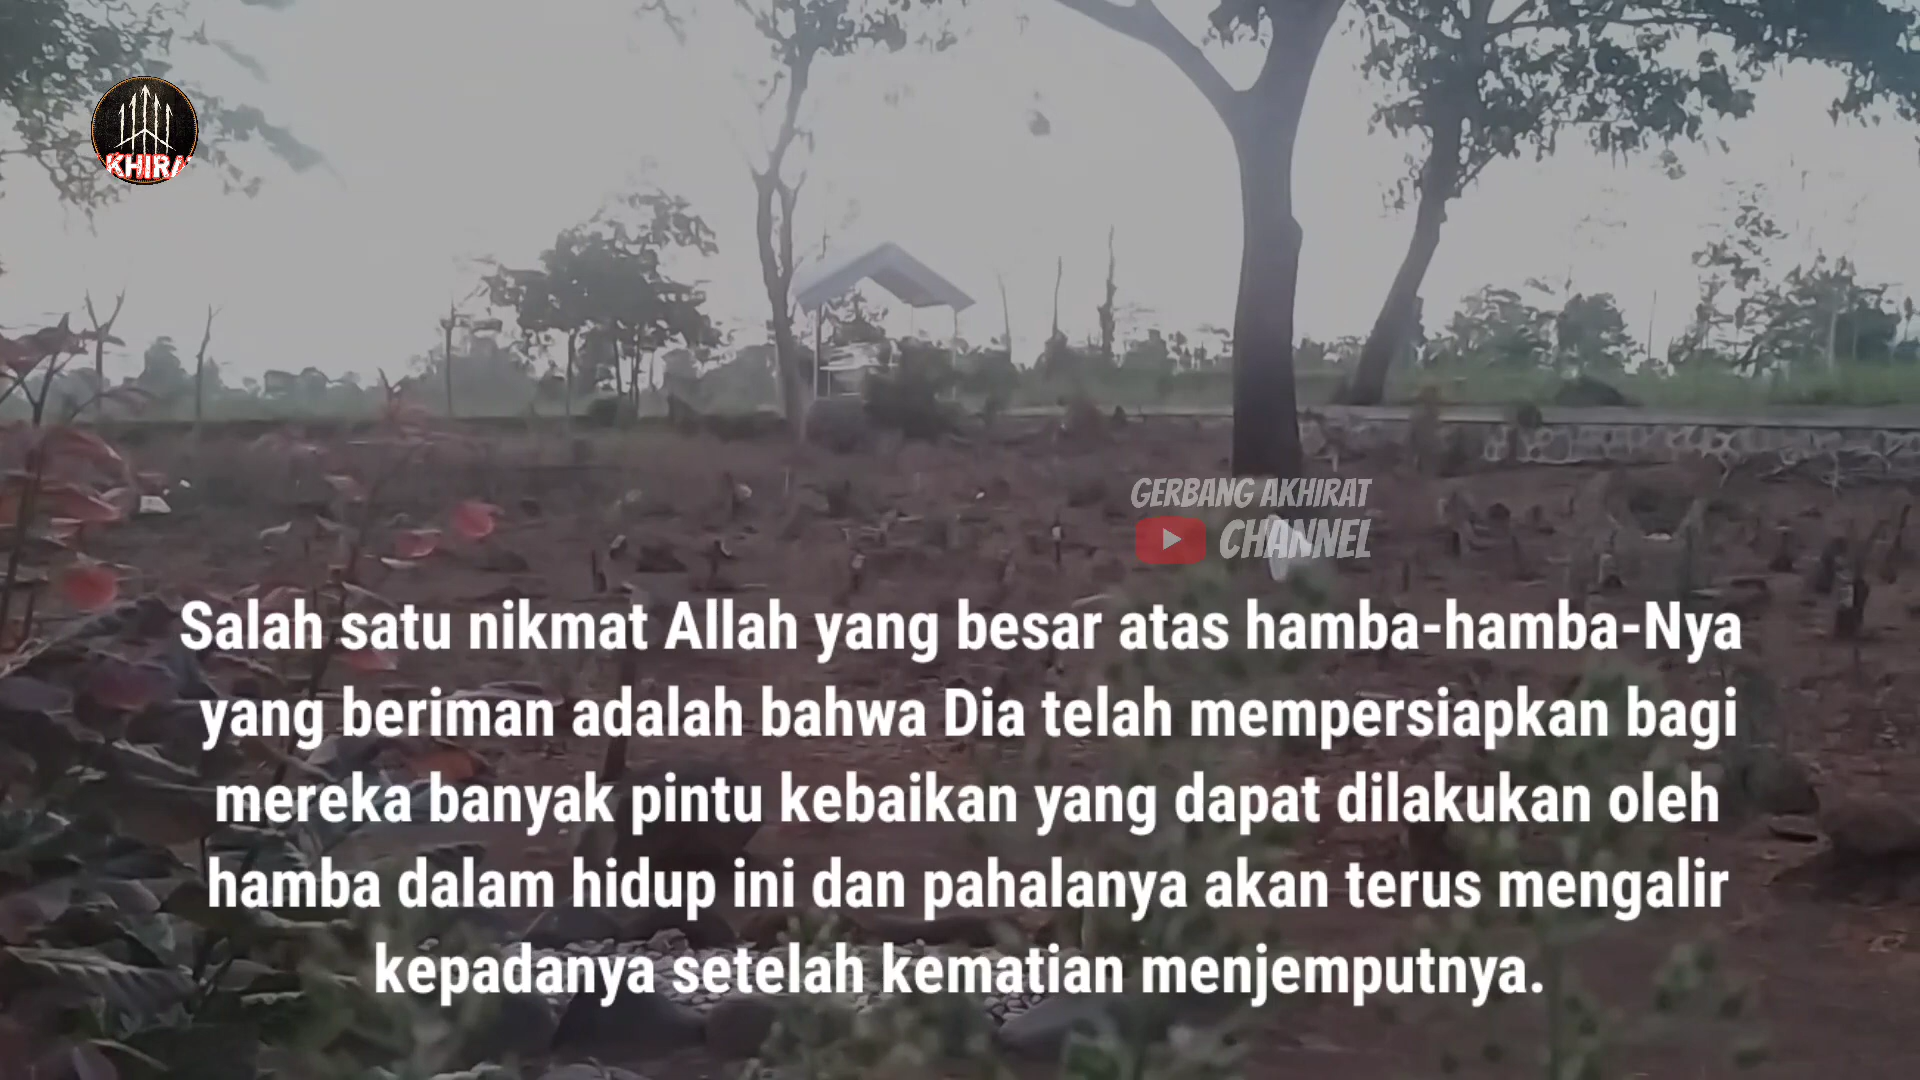 KHIRA
GERBANG AKHIRAT
CHANNEL
Salah satu nikmat Allah yang besar atas hamba-hamba-Nya
yang beriman adalah bahwa Dia telah mempersiapkan bagi
mereka banyak pintu kebaikan yang dapat dilakukan oleh
hamba dalam hidup ini dan pahalanya akan terus mengalir
kepadanya setelah kematian menjemputnya.